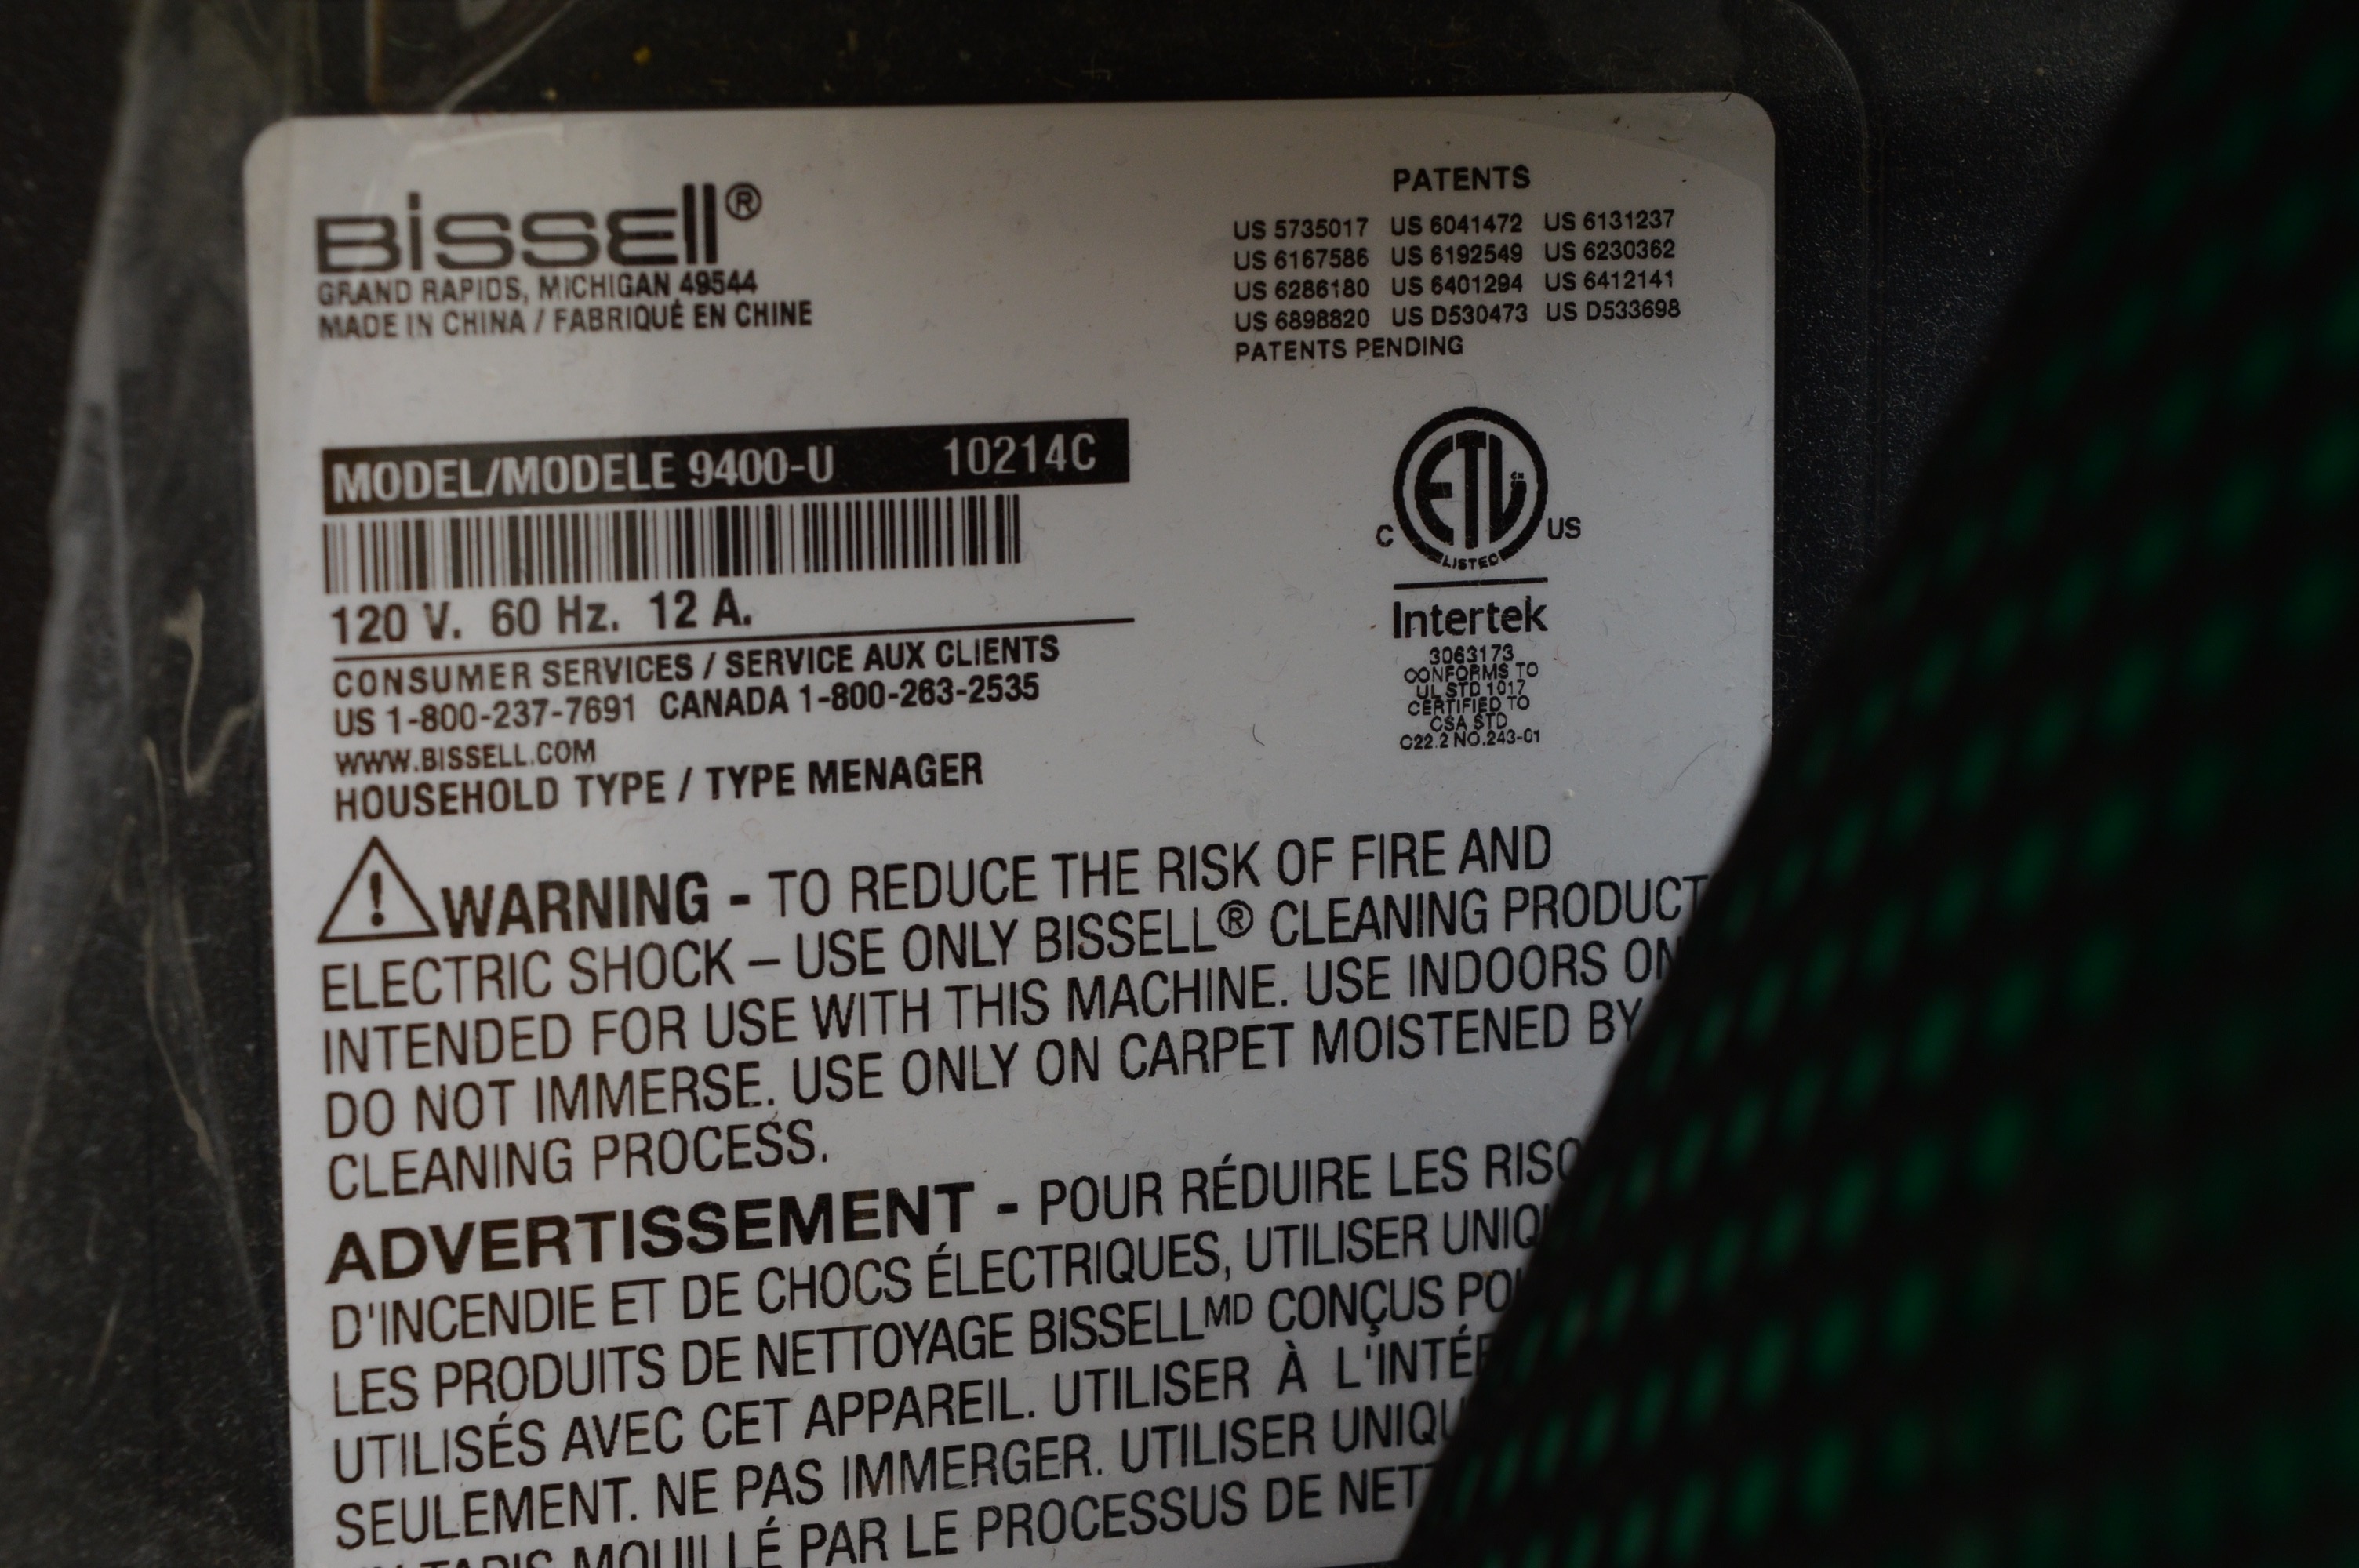 BISSELL®
GRAND RAPIDS, MICHIGAN 49544
MADE IN CHINA / FABRIQUÉ EN CHINE
PATENTS
US 5735017 US 6041472 US 6131237
US 6167586 US 6192549 US 6230362
US 6286180 US 6401294 US 6412141
US 6898820 US D530473 US D533698
PATENTS PENDING
MODEL/MODELE 9400-U 10214C
120 V. 60 Hz. 12 A.
CONSUMER SERVICES / SERVICE AUX CLIENTS
US 1-800-237-7691 CANADA 1-800-263-2535
WWW.BISSELL.COM
HOUSEHOLD TYPE / TYPE MENAGER
C ETL US
LISTED
Intertek
3063173
CONFORMS TO
UL STD 1017
CERTIFIED TO
CSA STD
C22.2 NO.243-01
WARNING - TO REDUCE THE RISK OF FIRE AND
ELECTRIC SHOCK – USE ONLY BISSELL® CLEANING PRODUCT
INTENDED FOR USE WITH THIS MACHINE. USE INDOORS
DO NOT IMMERSE. USE ONLY ON CARPET MOISTENED BY
CLEANING PROCESS.
ADVERTISSEMENT - POUR RÉDUIRE LES
D'INCENDIE ET DE CHOCS ÉLECTRIQUES, UTILISER
LES PRODUITS DE NETTOYAGE BISSELLMD CONÇUS
UTILISÉS AVEC CET APPAREIL. UTILISER À
SEULEMENT. NE PAS IMMERGER. UTILISER
TAPIS MOUILLÉ PAR LE PROCESSUS DE